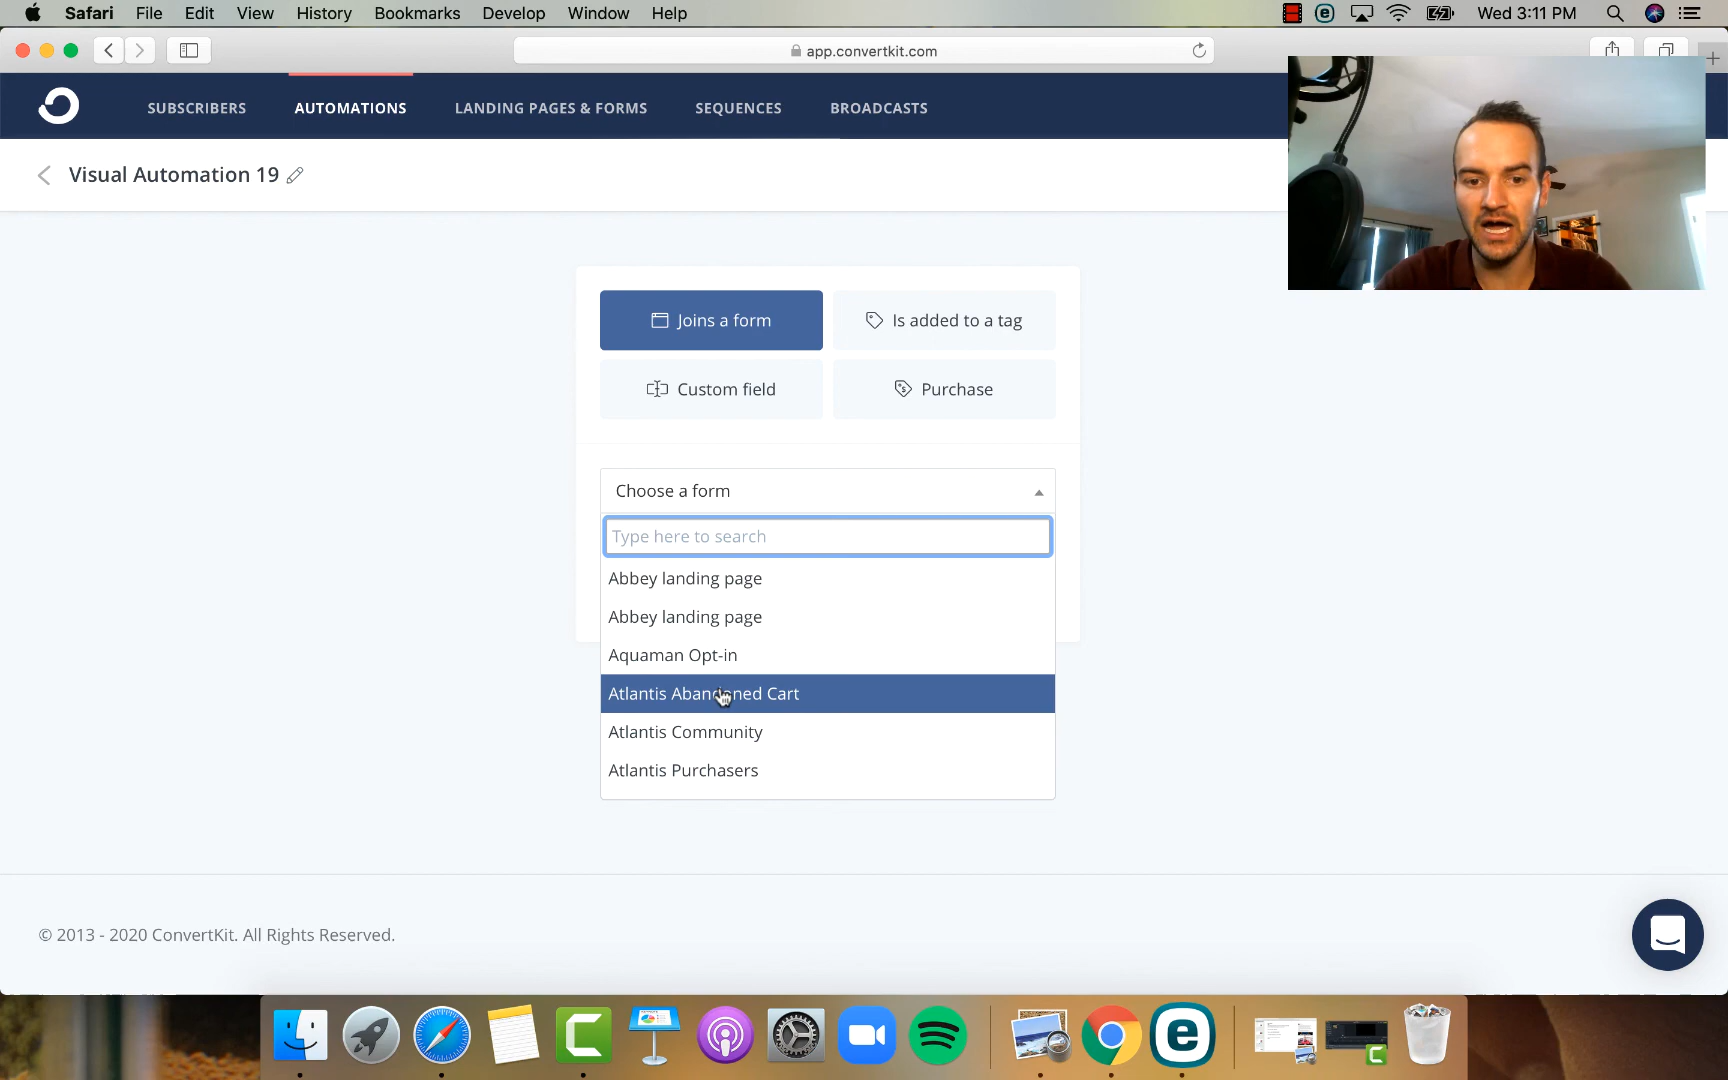 Safari File Edit View History Bookmarks Develop Window Help Wed 3:11 PM
app.convertkit.com
SUBSCRIBERS AUTOMATIONS LANDING PAGES & FORMS SEQUENCES BROADCASTS
Visual Automation 19
Joins a form Is added to a tag
Custom field Purchase
Choose a form
Type here to search
Abbey landing page
Abbey landing page
Aquaman Opt-in
Atlantis Abandoned Cart
Atlantis Community
Atlantis Purchasers
© 2013 - 2020 ConvertKit. All Rights Reserved.